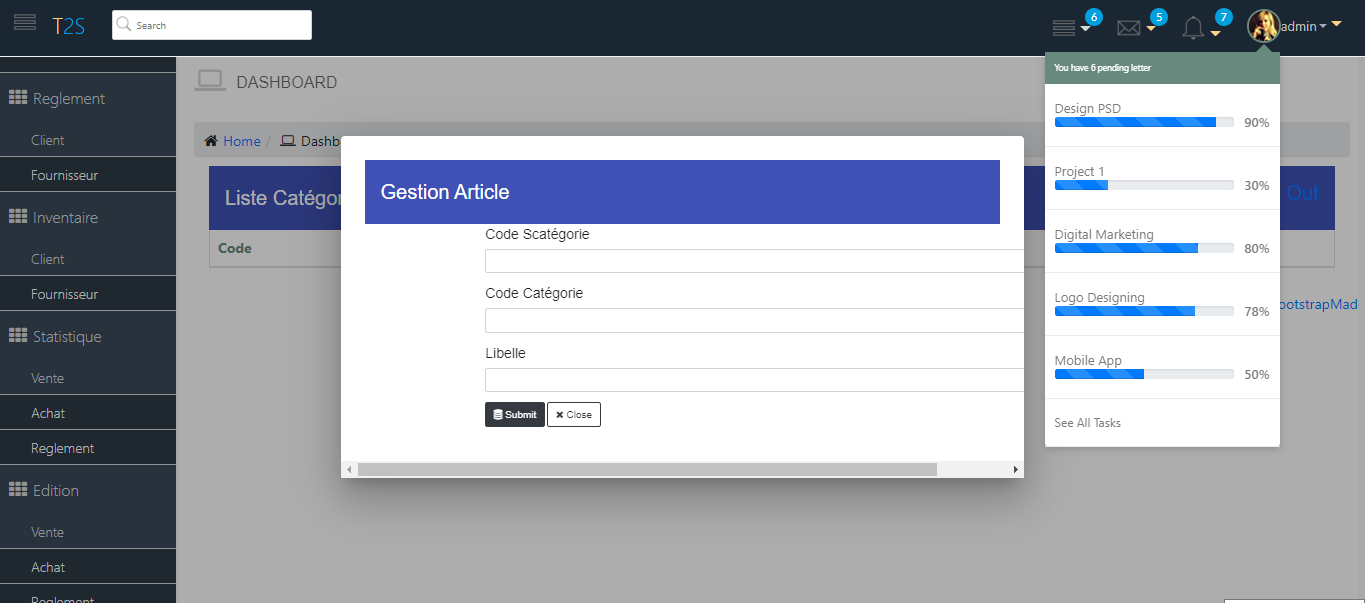 T2S
Search
6
5
7
admin
You have 6 pending letter
Design PSD
90%
Project 1
30%
Digital Marketing
80%
Logo Designing
78%
Mobile App
50%
See All Tasks
Reglement
Client
Fournisseur
Inventaire
Client
Fournisseur
Statistique
Vente
Achat
Reglement
Edition
Vente
Achat
Reglement
DASHBOARD
Home / Dashb
Liste Catégor
Out
Code
ootstrapMad
Gestion Article
Code Scatégorie
Code Catégorie
Libelle
Submit
Close